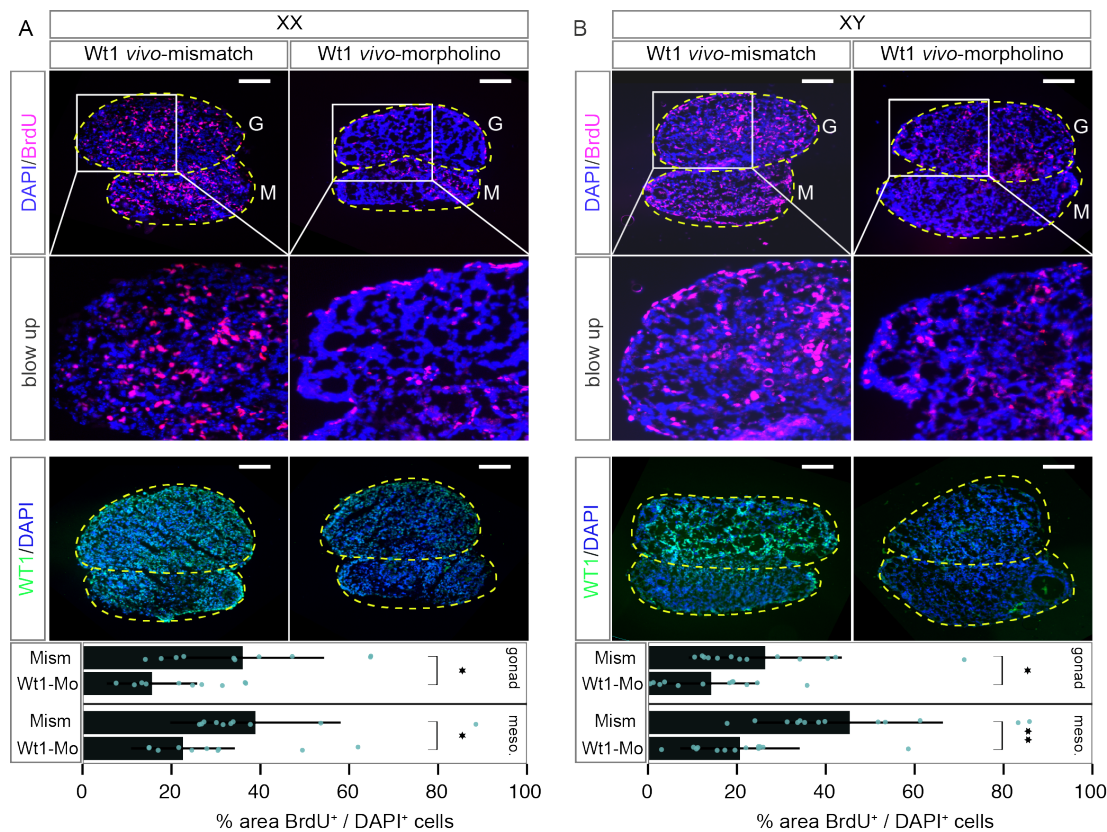 A
XX
Wt1 vivo-mismatch
Wt1 vivo-morpholino
DAPI/BrdU
G
M
blow up
WT1/DAPI
Mism
Wt1-Mo
gonad
*
Mism
Wt1-Mo
meso.
*
0 20 40 60 80 100
% area BrdU⁺ / DAPI⁺ cells
B
XY
Wt1 vivo-mismatch
Wt1 vivo-morpholino
DAPI/BrdU
G
M
G
M
blow up
WT1/DAPI
Mism
Wt1-Mo
gonad
*
Mism
Wt1-Mo
meso.
**
0 20 40 60 80 100
% area BrdU⁺ / DAPI⁺ cells